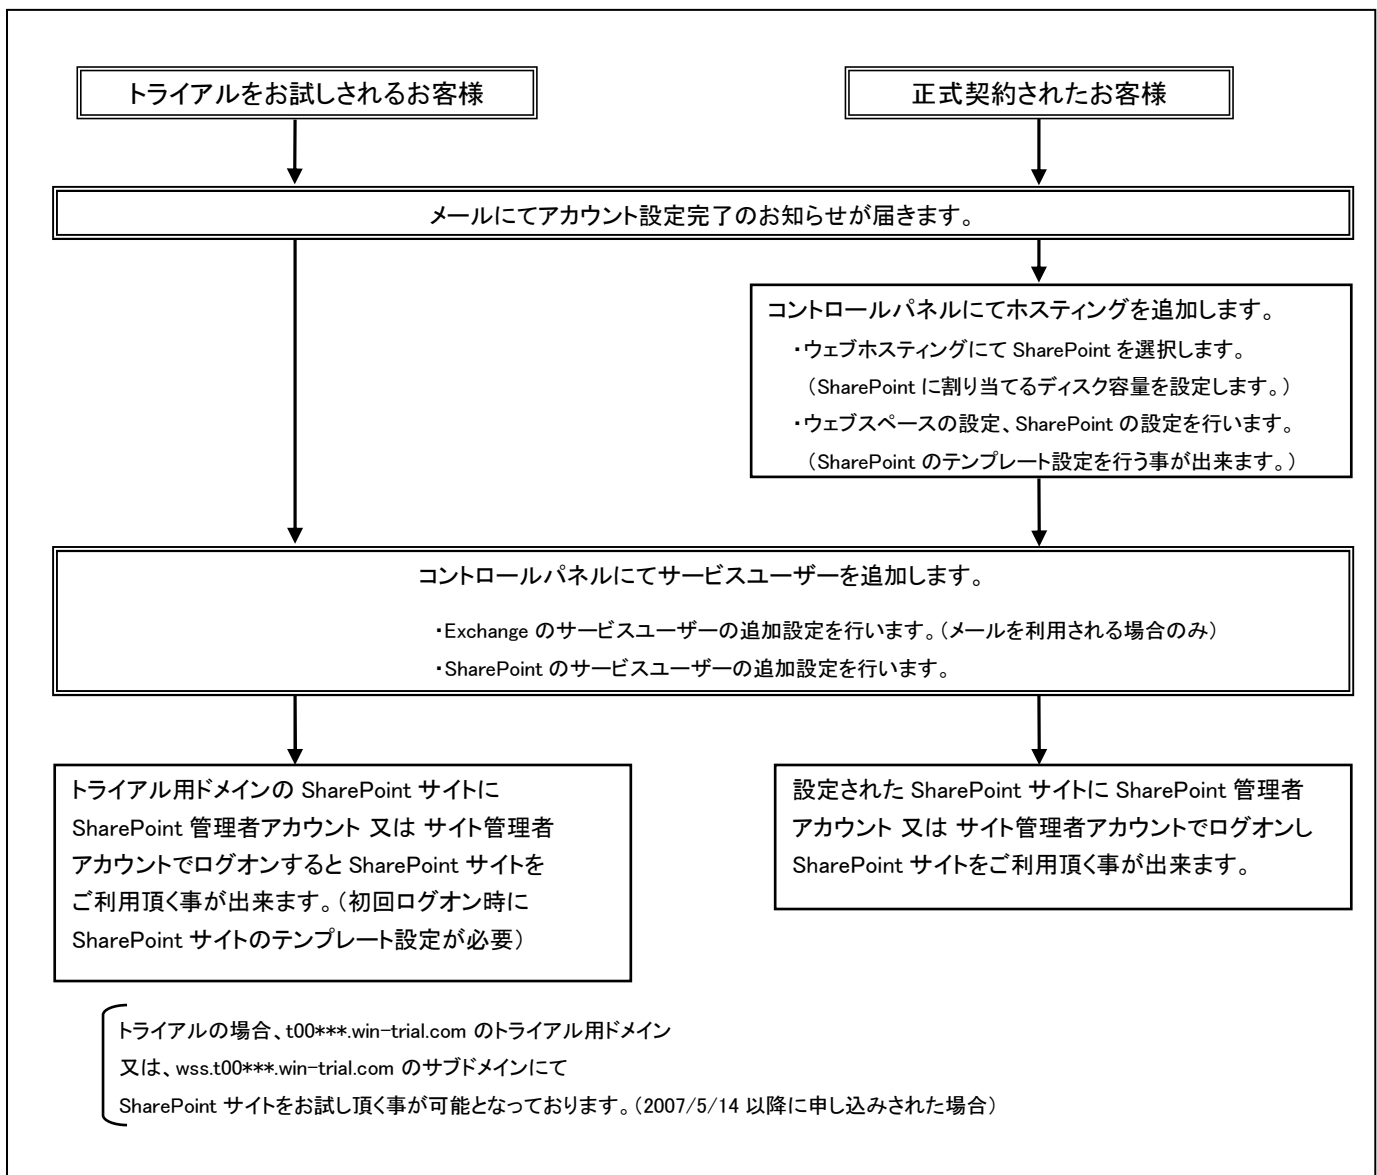 トライアルをお試しされるお客様
正式契約されたお客様
メールにてアカウント設定完了のお知らせが届きます。
コントロールパネルにてホスティングを追加します。
・ウェブホスティングにて SharePoint を選択します。
（SharePoint に割り当てるディスク容量を設定します。）
・ウェブスペースの設定、SharePoint の設定を行います。
（SharePoint のテンプレート設定を行う事が出来ます。）
コントロールパネルにてサービスユーザーを追加します。
・Exchange のサービスユーザーの追加設定を行います。（メールを利用される場合のみ）
・SharePoint のサービスユーザーの追加設定を行います。
トライアル用ドメインの SharePoint サイトに
SharePoint 管理者アカウント 又は サイト管理者
アカウントでログオンすると SharePoint サイトを
ご利用頂く事が出来ます。（初回ログオン時に
SharePoint サイトのテンプレート設定が必要）
設定された SharePoint サイトに SharePoint 管理者
アカウント 又は サイト管理者アカウントでログオンし
SharePoint サイトをご利用頂く事が出来ます。
トライアルの場合、t00***.win-trial.com のトライアル用ドメイン
又は、wss.t00***.win-trial.com のサブドメインにて
SharePoint サイトをお試し頂く事が可能となっております。（2007/5/14 以降に申し込みされた場合）